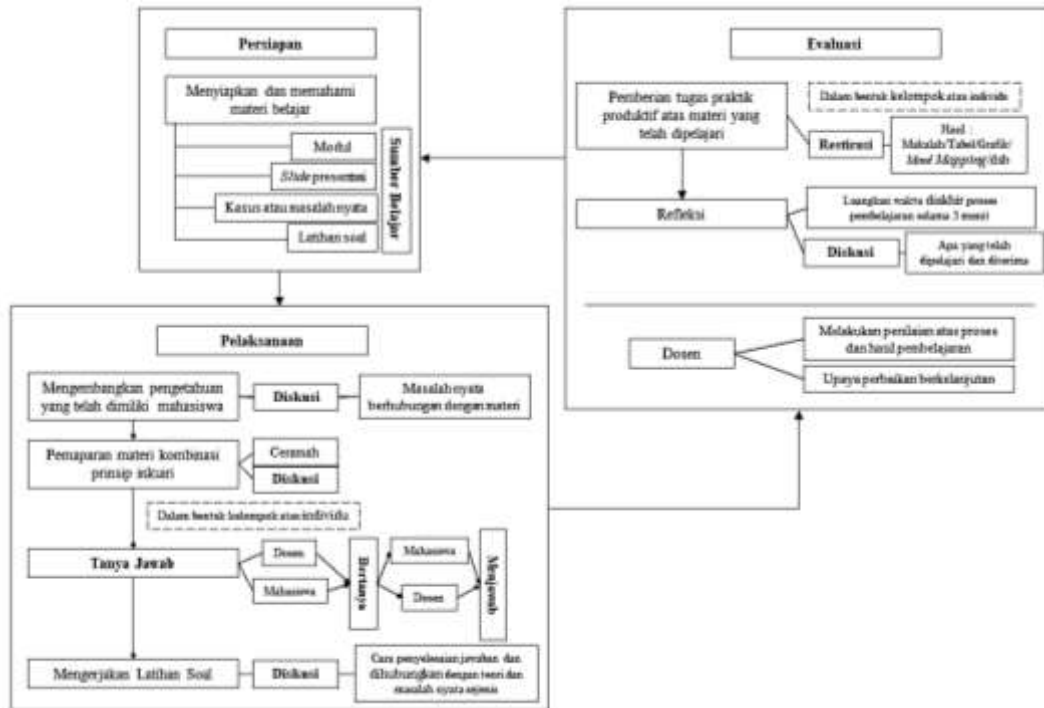 Persiapan
Menyiapkan dan memahami
materi belajar
Modul
Slide presentasi
Kasus atau masalah nyata
Latihan soal
Sumber Belajar
Pelaksanaan
Mengembangkan pengetahuan
yang telah dimiliki mahasiswa
Diskusi
Masalah nyata
berhubungan dengan materi
Pemaparan materi kombinasi
prinsip inkuiri
Ceramah
Diskusi
Dalam bentuk kelompok atau individu
Tanya Jawab
Dosen
Mahasiswa
Bertanya
Mahasiswa
Dosen
Menjawab
Mengerjakan Latihan Soal
Diskusi
Cara penyelesaian jawaban dan
dihubungkan dengan teori dan
masalah nyata sejenis
Evaluasi
Pemberian tugas praktik
produktif atas materi yang
telah dipelajari
Dalam bentuk kelompok atau individu
Hasil :
Makalah/Tabel/Grafik/
Mind Mapping/dsb
Refleksi
Luangkan waktu diakhir proses
pembelajaran selama 3 menit
Diskusi
Apa yang telah
dipelajari dan diterima
Dosen
Melakukan penilaian atas proses
dan hasil pembelajaran
Upaya perbaikan berkelanjutan